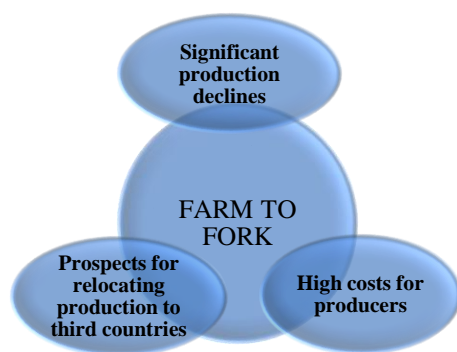 Significant
production
declines
FARM TO
FORK
Prospects for
relocating
production to
third countries
High costs for
producers